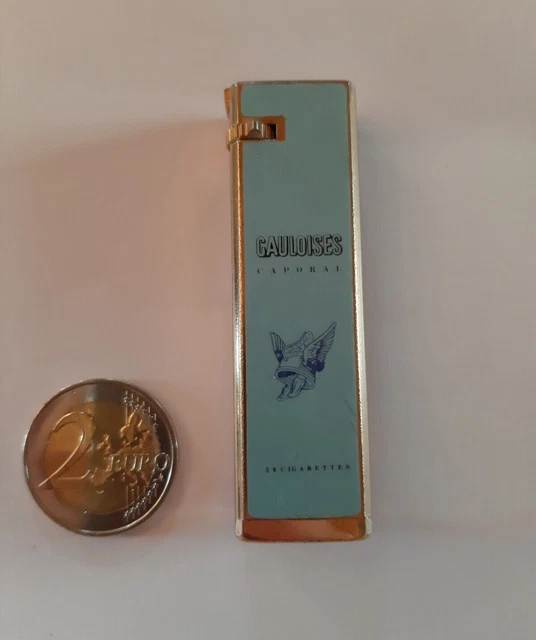 GAULOISES
CAPORAL
20 CIGARETTES
2 EURO